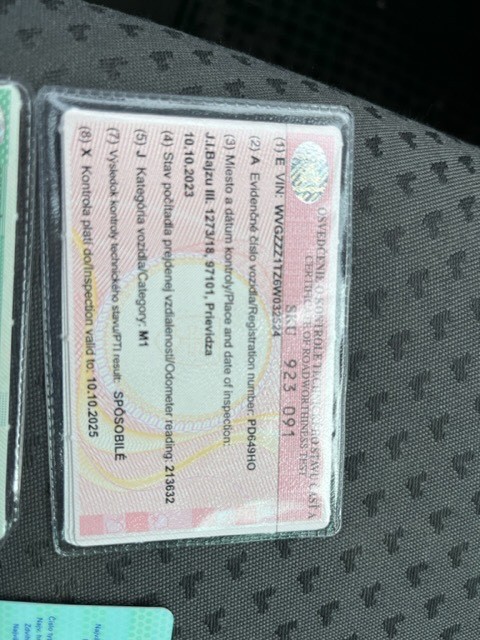 OSVEDČENIE O KONTROLE TECHNICKÉHO STAVU ČASŤ A
CERTIFICATE OF ROADWORTHINESS TEST
SKU 923 091
(1) E VIN: WVGZZZ1TZ6W032524
(2) A Evidenčné číslo vozidla/Registration number: PD649HO
(3) Miesto a dátum kontroly/Place and date of inspection:
J.I.Bajzu III. 1273/18, 97101, Prievidza
10.10.2023
(4) Stav počítadla prejdenej vzdialenosti/Odometer reading: 213632
(5) J Kategória vozidla/Category: M1
(7) Výsledok kontroly technického stavu/PTI result: SPÔSOBILÉ
(8) X Kontrola platí do/Inspection valid to: 10.10.2025